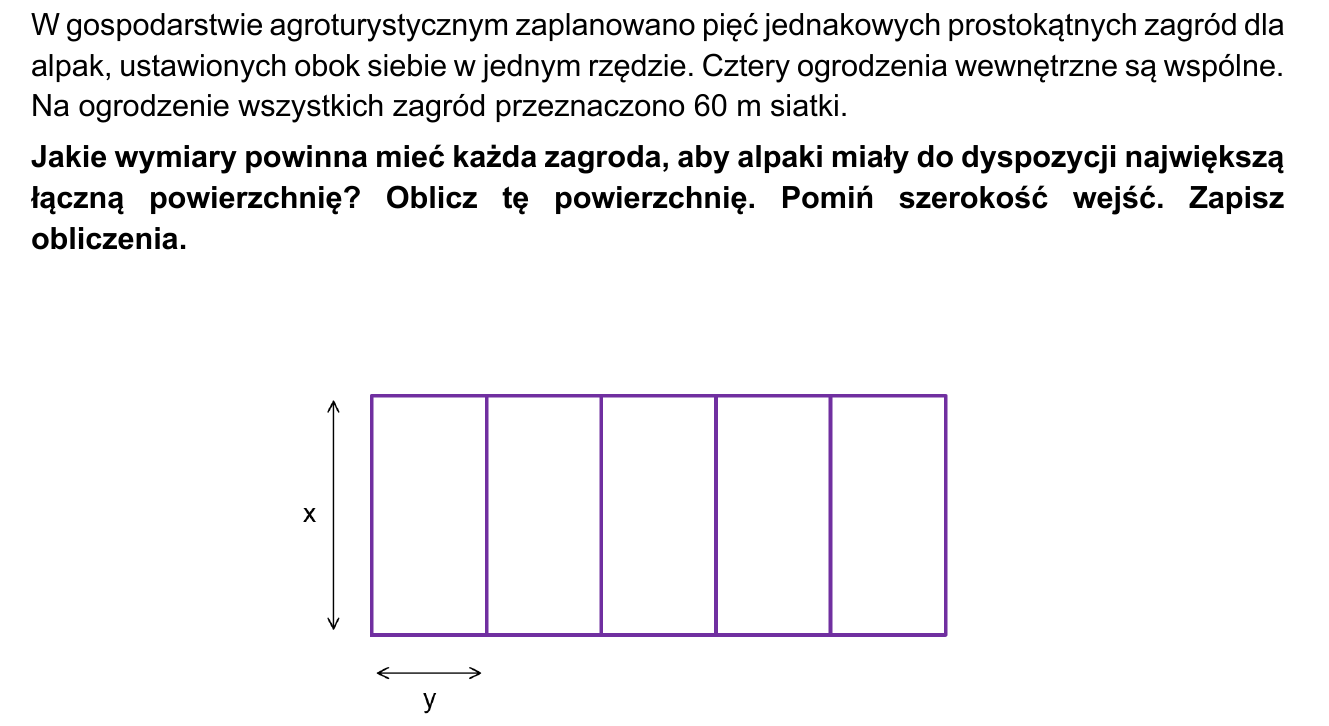 W gospodarstwie agroturystycznym zaplanowano pięć jednakowych prostokątnych zagród dla
alpak, ustawionych obok siebie w jednym rzędzie. Cztery ogrodzenia wewnętrzne są wspólne.
Na ogrodzenie wszystkich zagród przeznaczono 60 m siatki.
Jakie wymiary powinna mieć każda zagroda, aby alpaki miały do dyspozycji największą
łączną powierzchnię? Oblicz tę powierzchnię. Pomiń szerokość wejść. Zapisz
obliczenia.
x
y